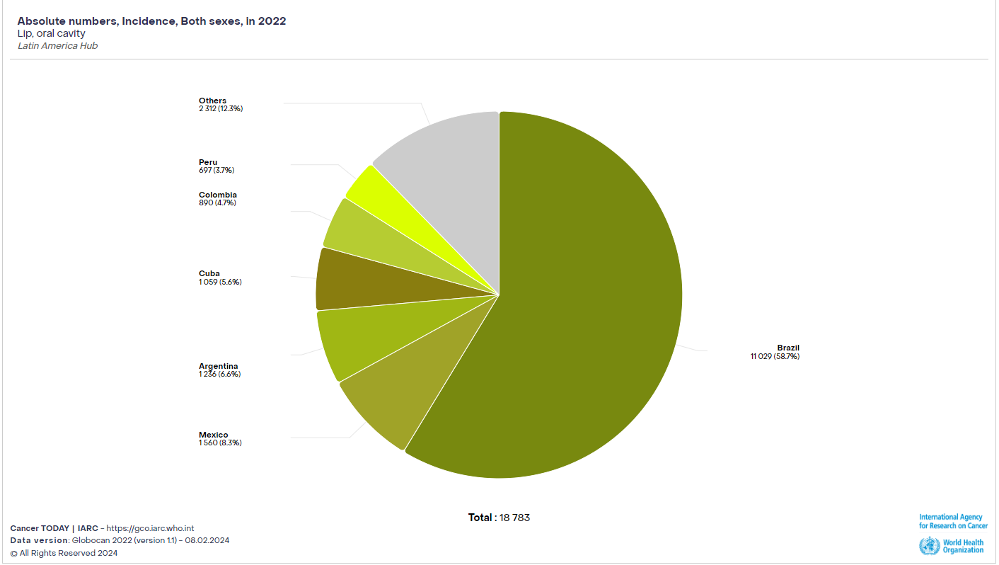 Absolute numbers, Incidence, Both sexes, in 2022
Lip, oral cavity
Latin America Hub
Others
2 312 (12.3%)
Peru
697 (3.7%)
Colombia
890 (4.7%)
Cuba
1 059 (5.6%)
Argentina
1 236 (6.6%)
Mexico
1 560 (8.3%)
Brazil
11 029 (58.7%)
Total : 18 783
Cancer TODAY | IARC - https://gco.iarc.who.int
Data version: Globocan 2022 (version 1.1) - 08.02.2024
© All Rights Reserved 2024
International Agency
for Research on Cancer
World Health
Organization